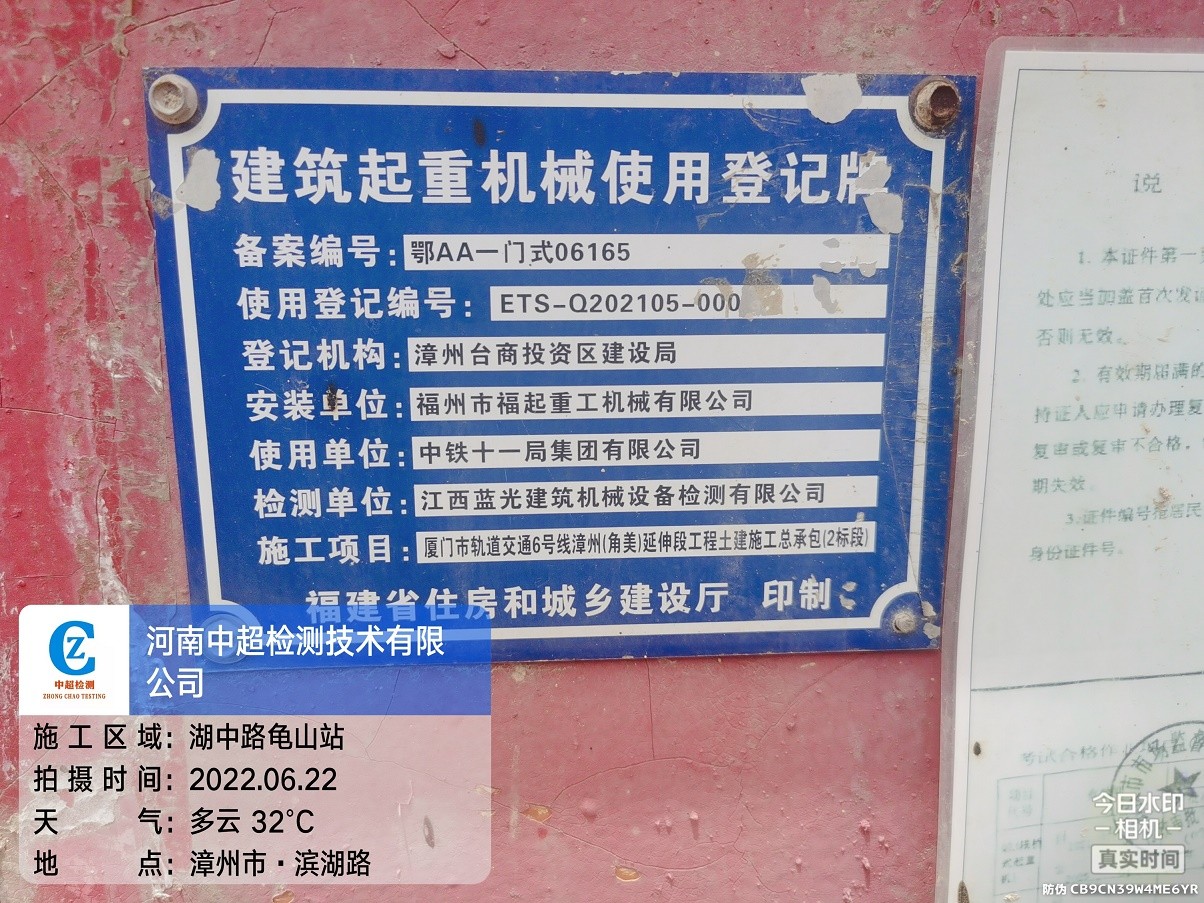 建筑起重机械使用登记牌
备案编号：鄂AA一门式06165
使用登记编号：ETS-Q202105-000
登记机构：漳州台商投资区建设局
安装单位：福州市福起重工机械有限公司
使用单位：中铁十一局集团有限公司
检测单位：江西蓝光建筑机械设备检测有限公司
施工项目：厦门市轨道交通6号线漳州(角美)延伸段工程土建施工总承包(2标段)
福建省住房和城乡建设厅 印制
说
1. 本证件第一
处应当加盖首次发证
否则无效。
2. 有效期届满的
持证人应申请办理复
复审或复审不合格，
期失效
3.证件编号是居民
身份证件号。
考试合格作业项
CZ
中超检测
ZHONG CHAO TESTING
河南中超检测技术有限
公司
施工区域：湖中路龟山站
拍摄时间：2022.06.22
天气：多云 32℃
地点：漳州市·滨湖路
今日水印
相机
真实时间
防伪 CB9CN39W4ME6YR